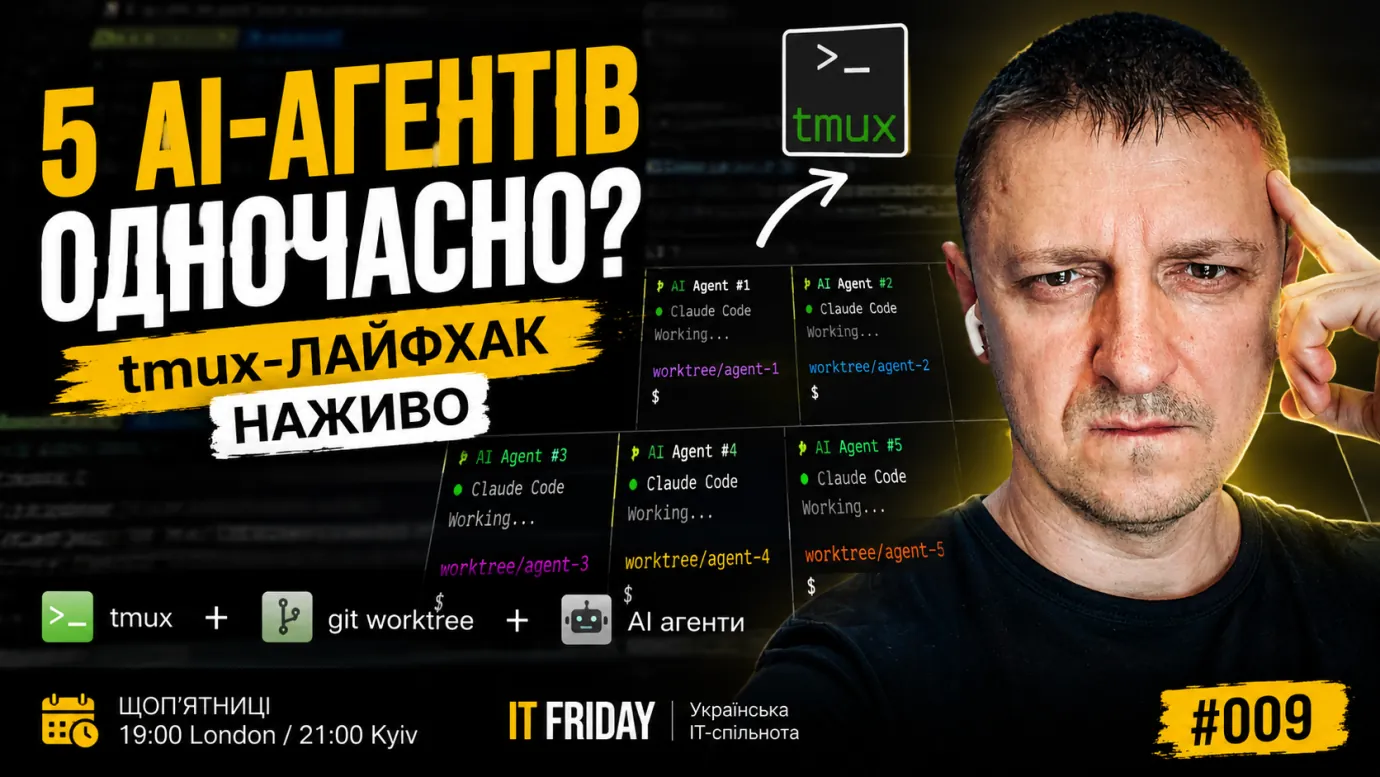 5 AI-АГЕНТІВ
ОДНОЧАСНО?
tmux-ЛАЙФХАК
НАЖИВО
>_
tmux
AI Agent #1
Claude Code
Working...
worktree/agent-1
$
AI Agent #2
Claude Code
Working...
worktree/agent-2
$
AI Agent #3
Claude Code
Working...
worktree/agent-3
$
AI Agent #4
Claude Code
Working...
worktree/agent-4
$
AI Agent #5
Claude Code
Working...
worktree/agent-5
$
>_ tmux + git worktree + AI агенти
ЩОП'ЯТНИЦІ
19:00 London / 21:00 Kyiv
IT FRIDAY
Українська
ІТ-спільнота
#009